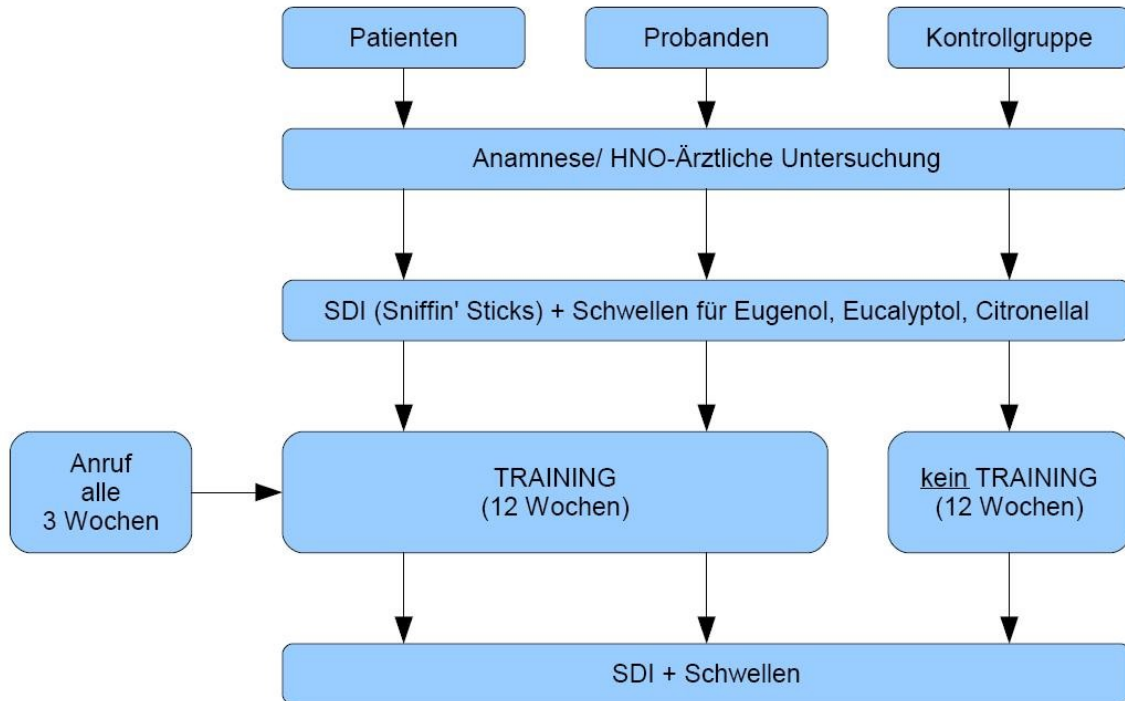 Patienten
Probanden
Kontrollgruppe
Anamnese/ HNO-Ärztliche Untersuchung
SDI (Sniffin' Sticks) + Schwellen für Eugenol, Eucalyptol, Citronellal
Anruf
alle
3 Wochen
TRAINING
(12 Wochen)
kein TRAINING
(12 Wochen)
SDI + Schwellen